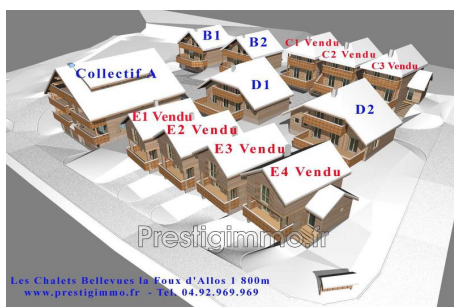 B1
B2
C1 Vendu
C2 Vendu
C3 Vendu
Collectif A
D1
D2
E1 Vendu
E2 Vendu
E3 Vendu
E4 Vendu
Prestigimmo.fr
Les Chalets Bellevues la Foux d'Allos 1 800m
www.prestigimmo.fr - Tel. 04.92.969.969